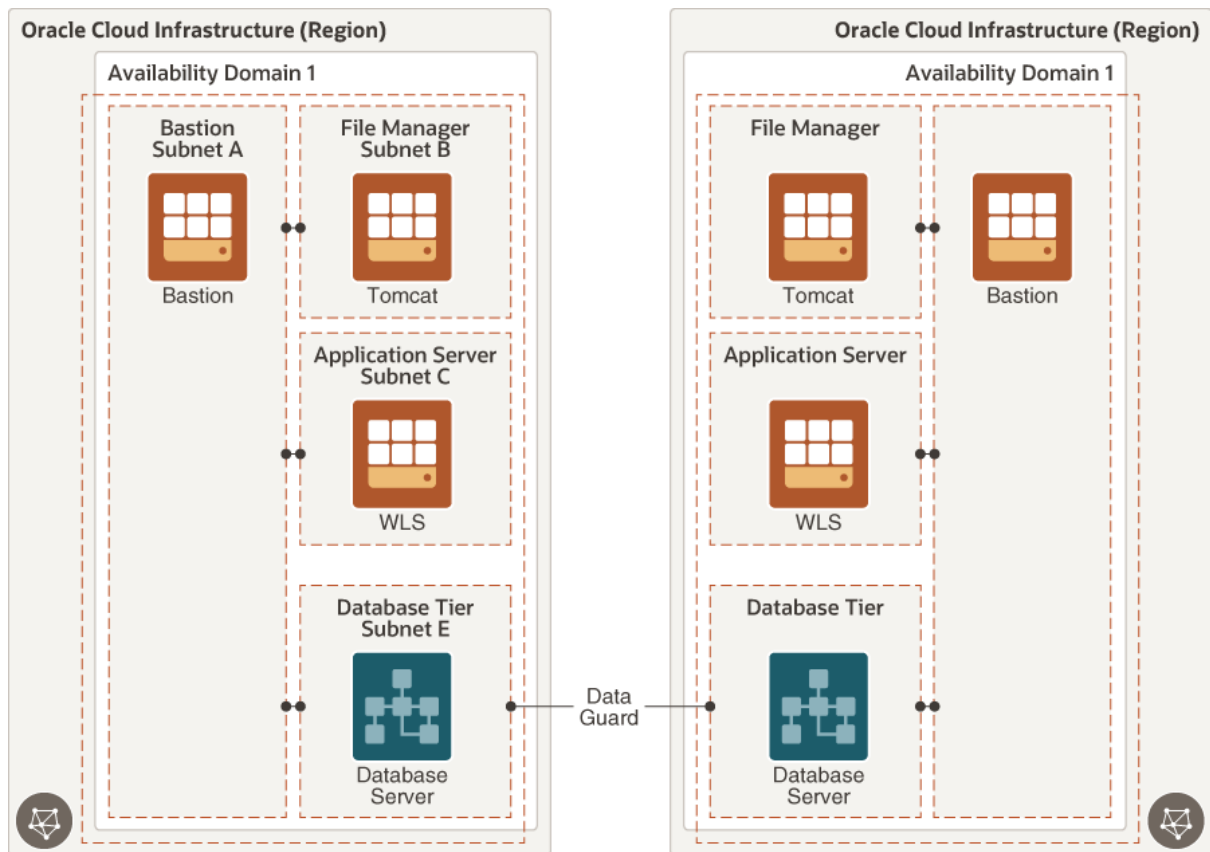 Oracle Cloud Infrastructure (Region)
Availability Domain 1
Bastion
Subnet A
Bastion
File Manager
Subnet B
Tomcat
Application Server
Subnet C
WLS
Database Tier
Subnet E
Database
Server
Data
Guard
Oracle Cloud Infrastructure (Region)
Availability Domain 1
File Manager
Tomcat
Bastion
Application Server
WLS
Database Tier
Database
Server